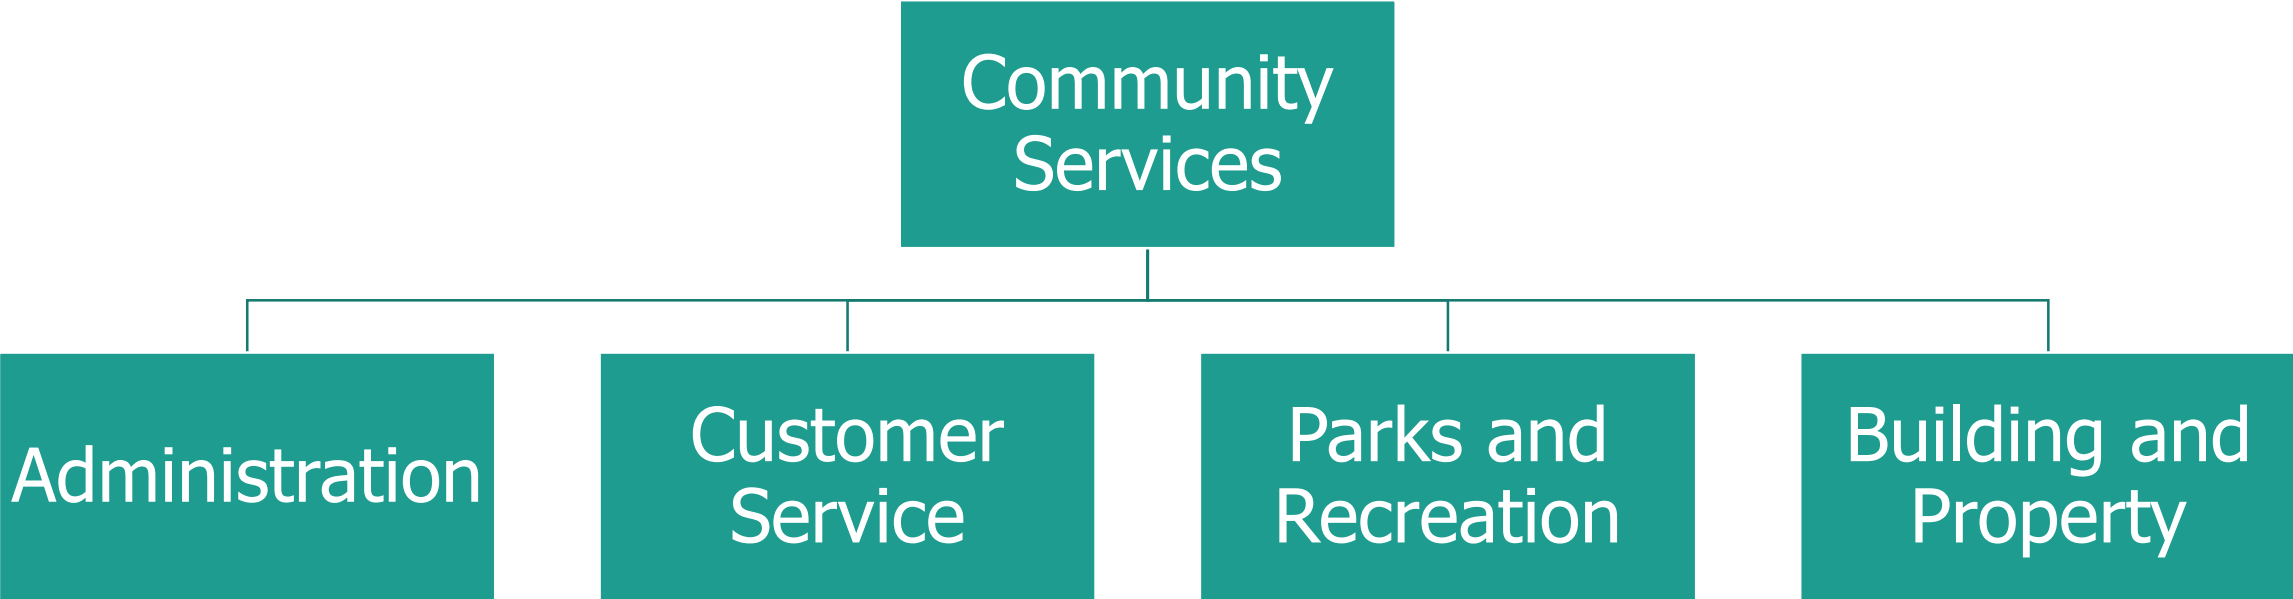 Community
Services
Administration
Customer
Service
Parks and
Recreation
Building and
Property